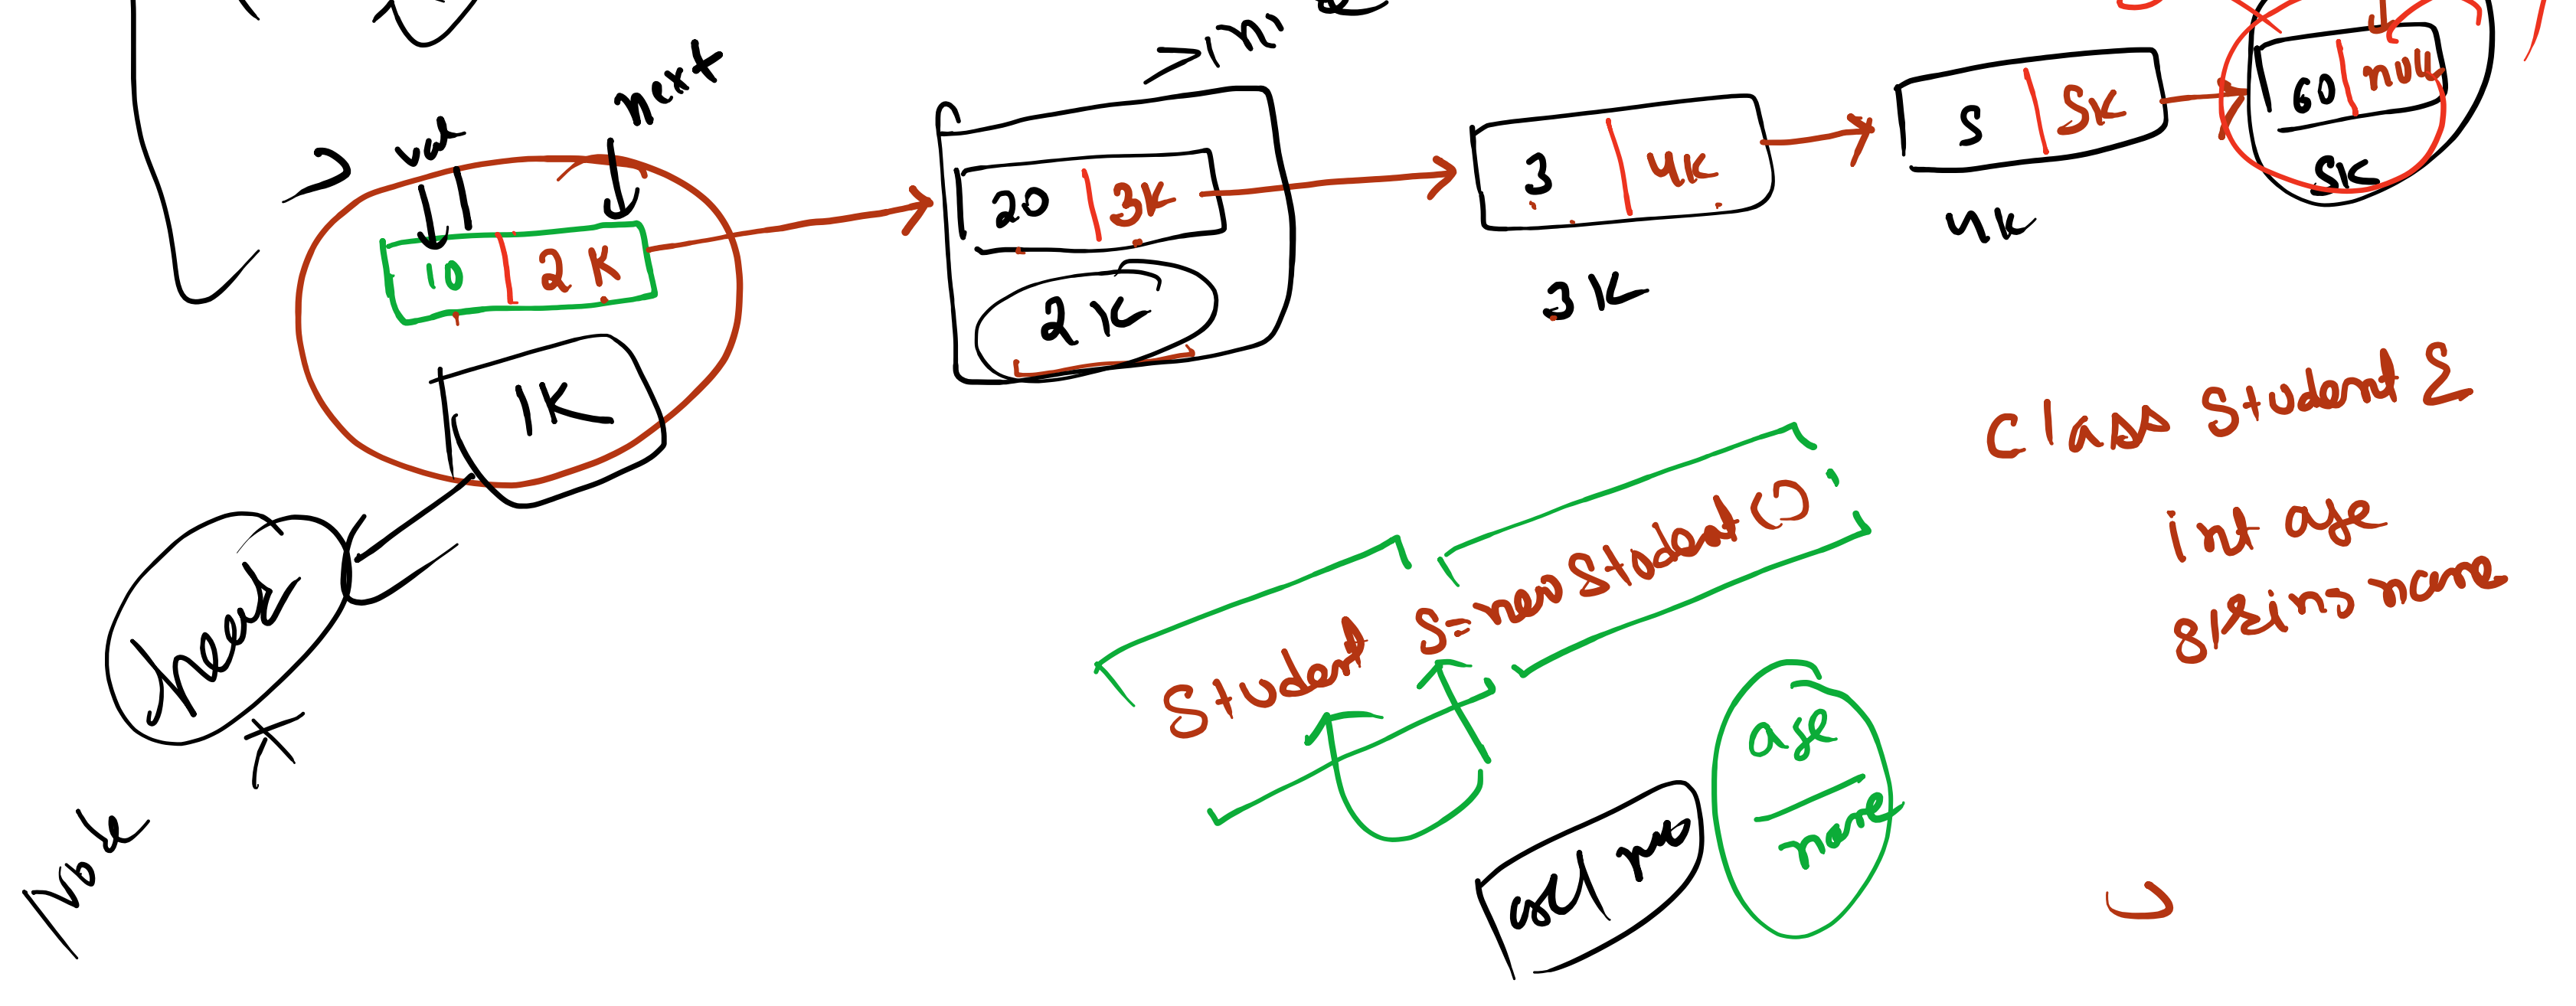 val
next
10 | 2K
1K
20 | 3K
2K
3 | 4K
3K
5 | 5K
4K
60 | null
5K
head
Node
class Student {
int age
string name
}
Student s=new Student()
age
name